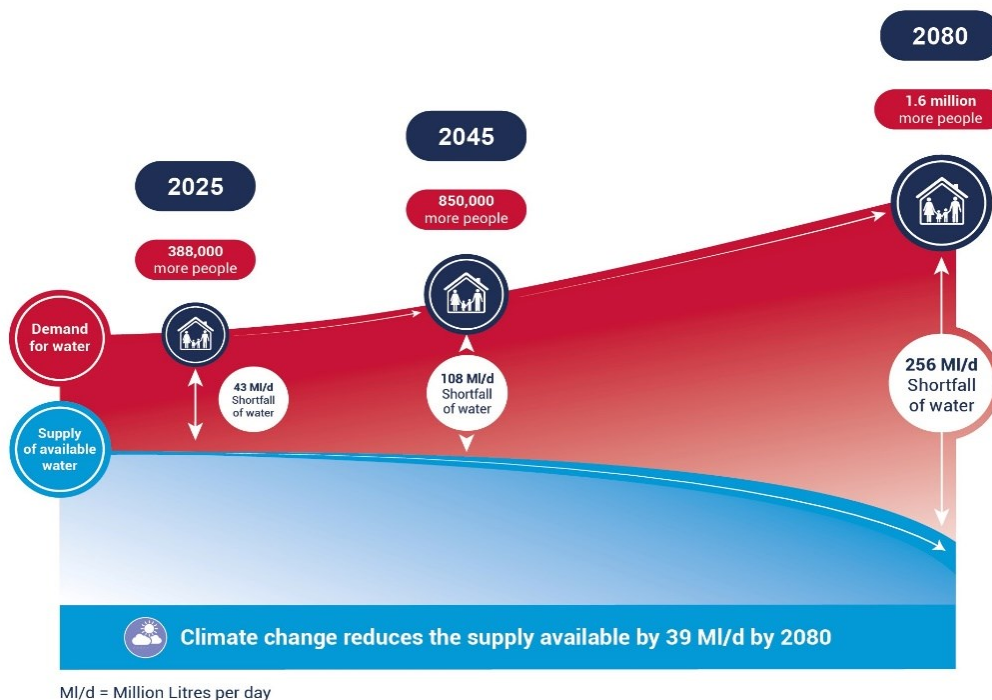 2080
1.6 million
more people
2045
850,000
more people
2025
388,000
more people
Demand
for water
43 Ml/d
Shortfall
of water
108 Ml/d
Shortfall
of water
256 Ml/d
Shortfall
of water
Supply
of available
water
Climate change reduces the supply available by 39 Ml/d by 2080
Ml/d = Million Litres per day